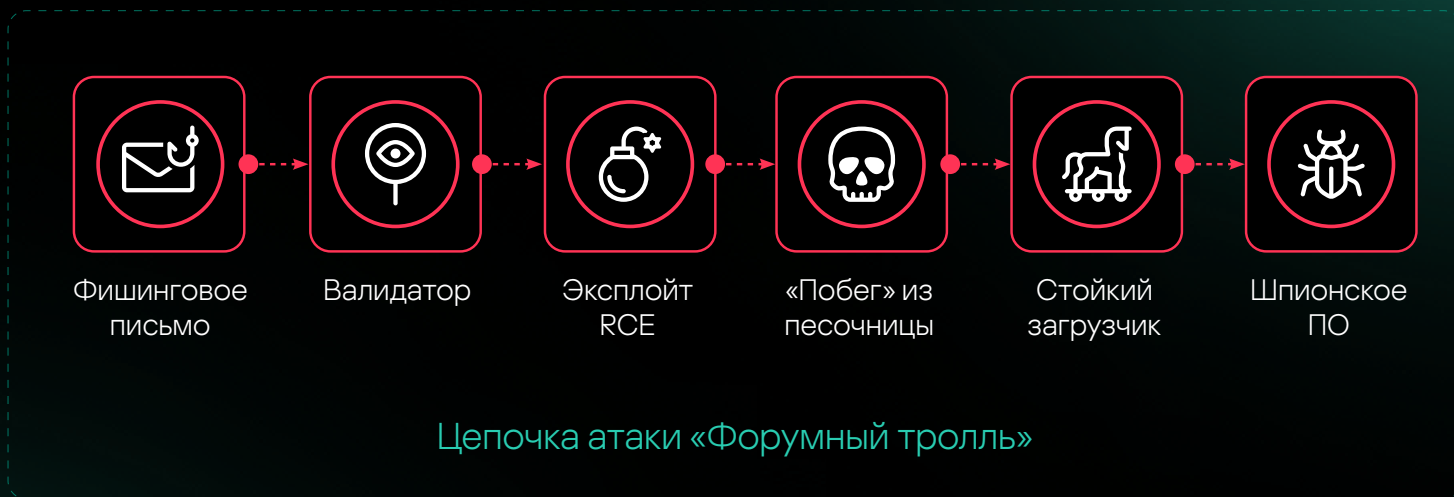 Фишинговое
письмо
Валидатор
Эксплойт
RCE
«Побег» из
песочницы
Стойкий
загрузчик
Шпионское
ПО
Цепочка атаки «Форумный тролль»